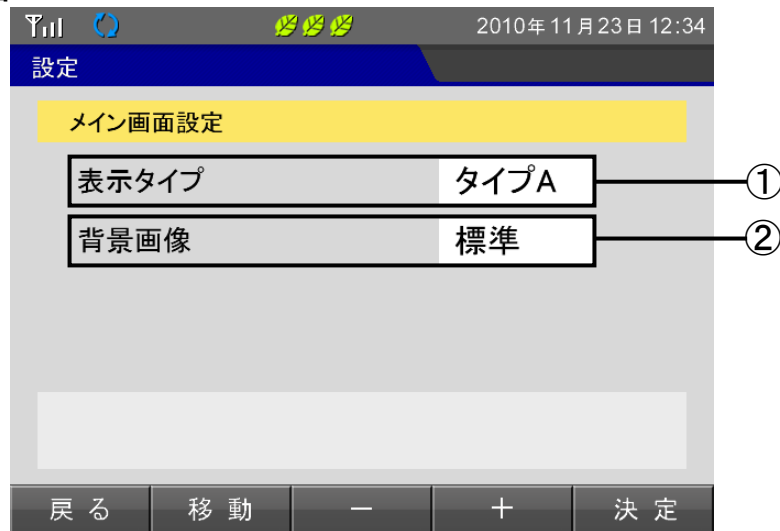 2010年11月23日 12:34
設定
メイン画面設定
表示タイプ タイプA ①
背景画像 標準 ②
戻る 移動 － ＋ 決定